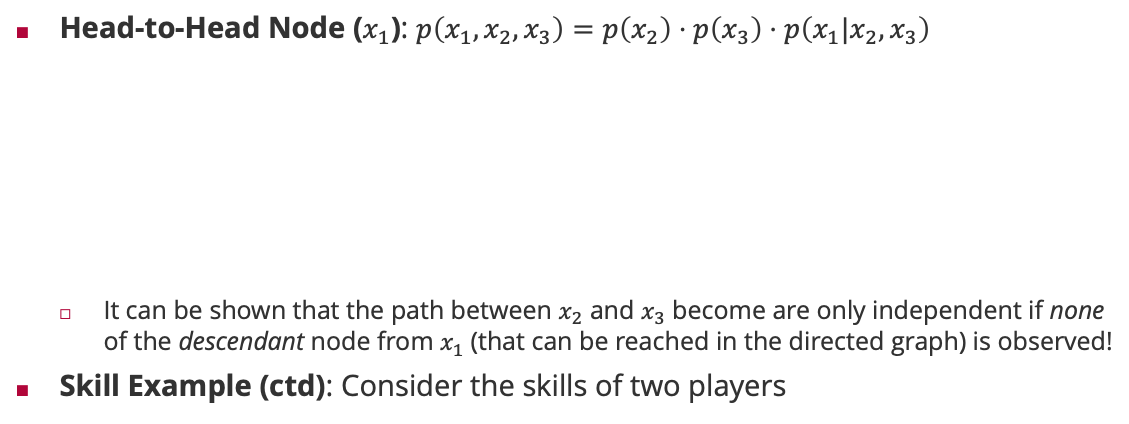 ▪ Head-to-Head Node (𝑥₁): 𝑝(𝑥₁, 𝑥₂, 𝑥₃) = 𝑝(𝑥₂) · 𝑝(𝑥₃) · 𝑝(𝑥₁|𝑥₂, 𝑥₃)
▫ It can be shown that the path between 𝑥₂ and 𝑥₃ become are only independent if none
of the descendant node from 𝑥₁ (that can be reached in the directed graph) is observed!
▪ Skill Example (ctd): Consider the skills of two players